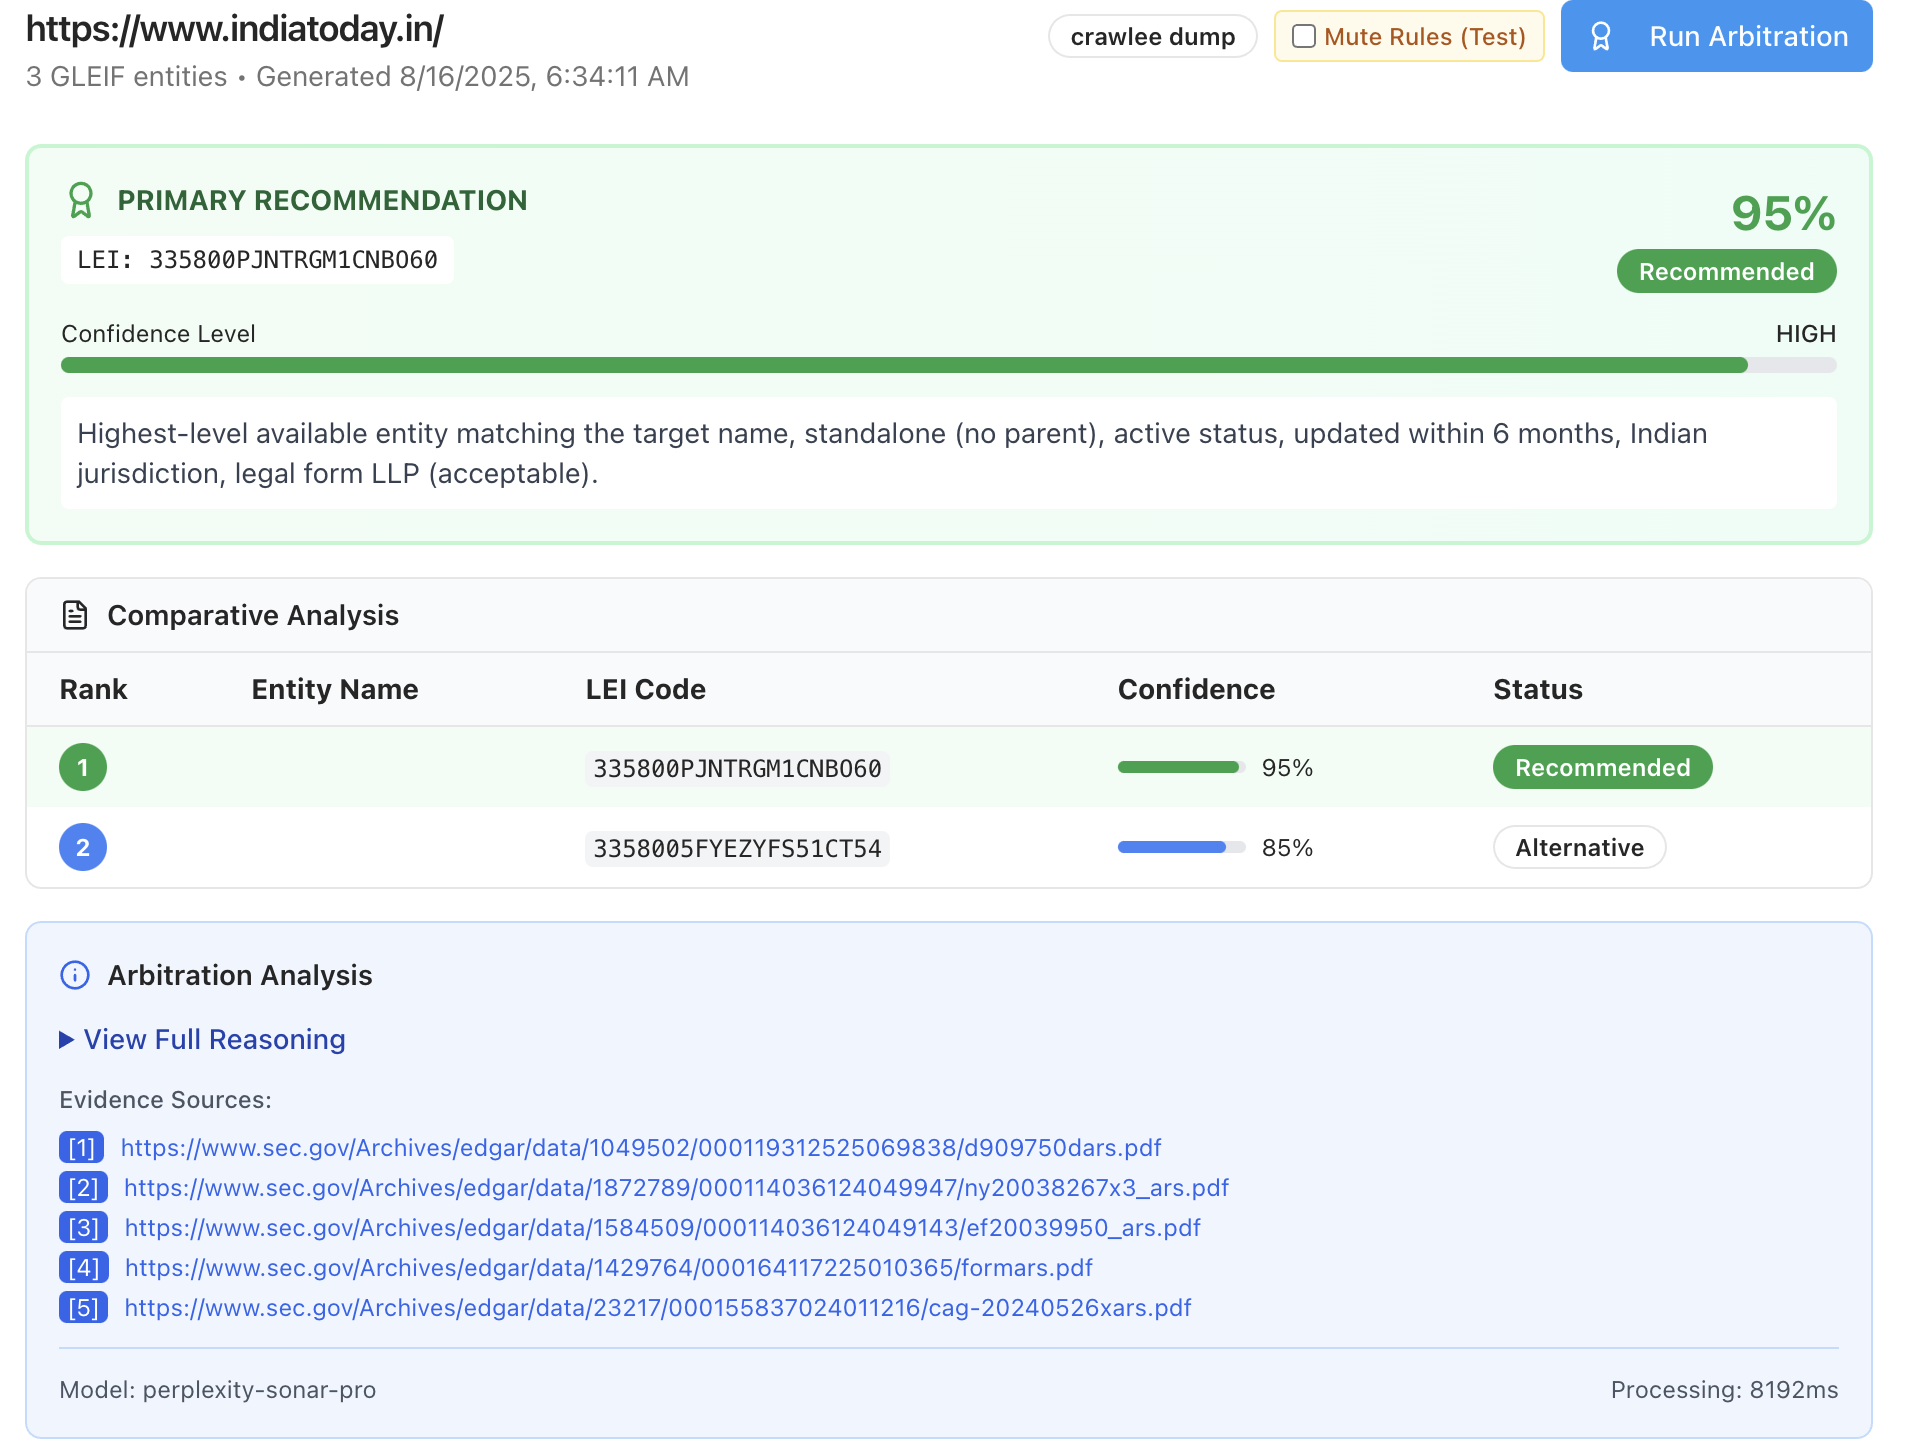 https://www.indiatoday.in/
crawlee dump
Mute Rules (Test)
Run Arbitration
3 GLEIF entities • Generated 8/16/2025, 6:34:11 AM
PRIMARY RECOMMENDATION
95%
LEI: 335800PJNTRGM1CNBO60
Recommended
Confidence Level
HIGH
Highest-level available entity matching the target name, standalone (no parent), active status, updated within 6 months, Indian
jurisdiction, legal form LLP (acceptable).
Comparative Analysis
Rank Entity Name LEI Code Confidence Status
1 335800PJNTRGM1CNBO60 95% Recommended
2 3358005FYEZYFS51CT54 85% Alternative
Arbitration Analysis
View Full Reasoning
Evidence Sources:
[1] https://www.sec.gov/Archives/edgar/data/1049502/000119312525069838/d909750dars.pdf
[2] https://www.sec.gov/Archives/edgar/data/1872789/000114036124049947/ny20038267x3_ars.pdf
[3] https://www.sec.gov/Archives/edgar/data/1584509/000114036124049143/ef20039950_ars.pdf
[4] https://www.sec.gov/Archives/edgar/data/1429764/000164117225010365/formars.pdf
[5] https://www.sec.gov/Archives/edgar/data/23217/000155837024011216/cag-20240526xars.pdf
Model: perplexity-sonar-pro
Processing: 8192ms